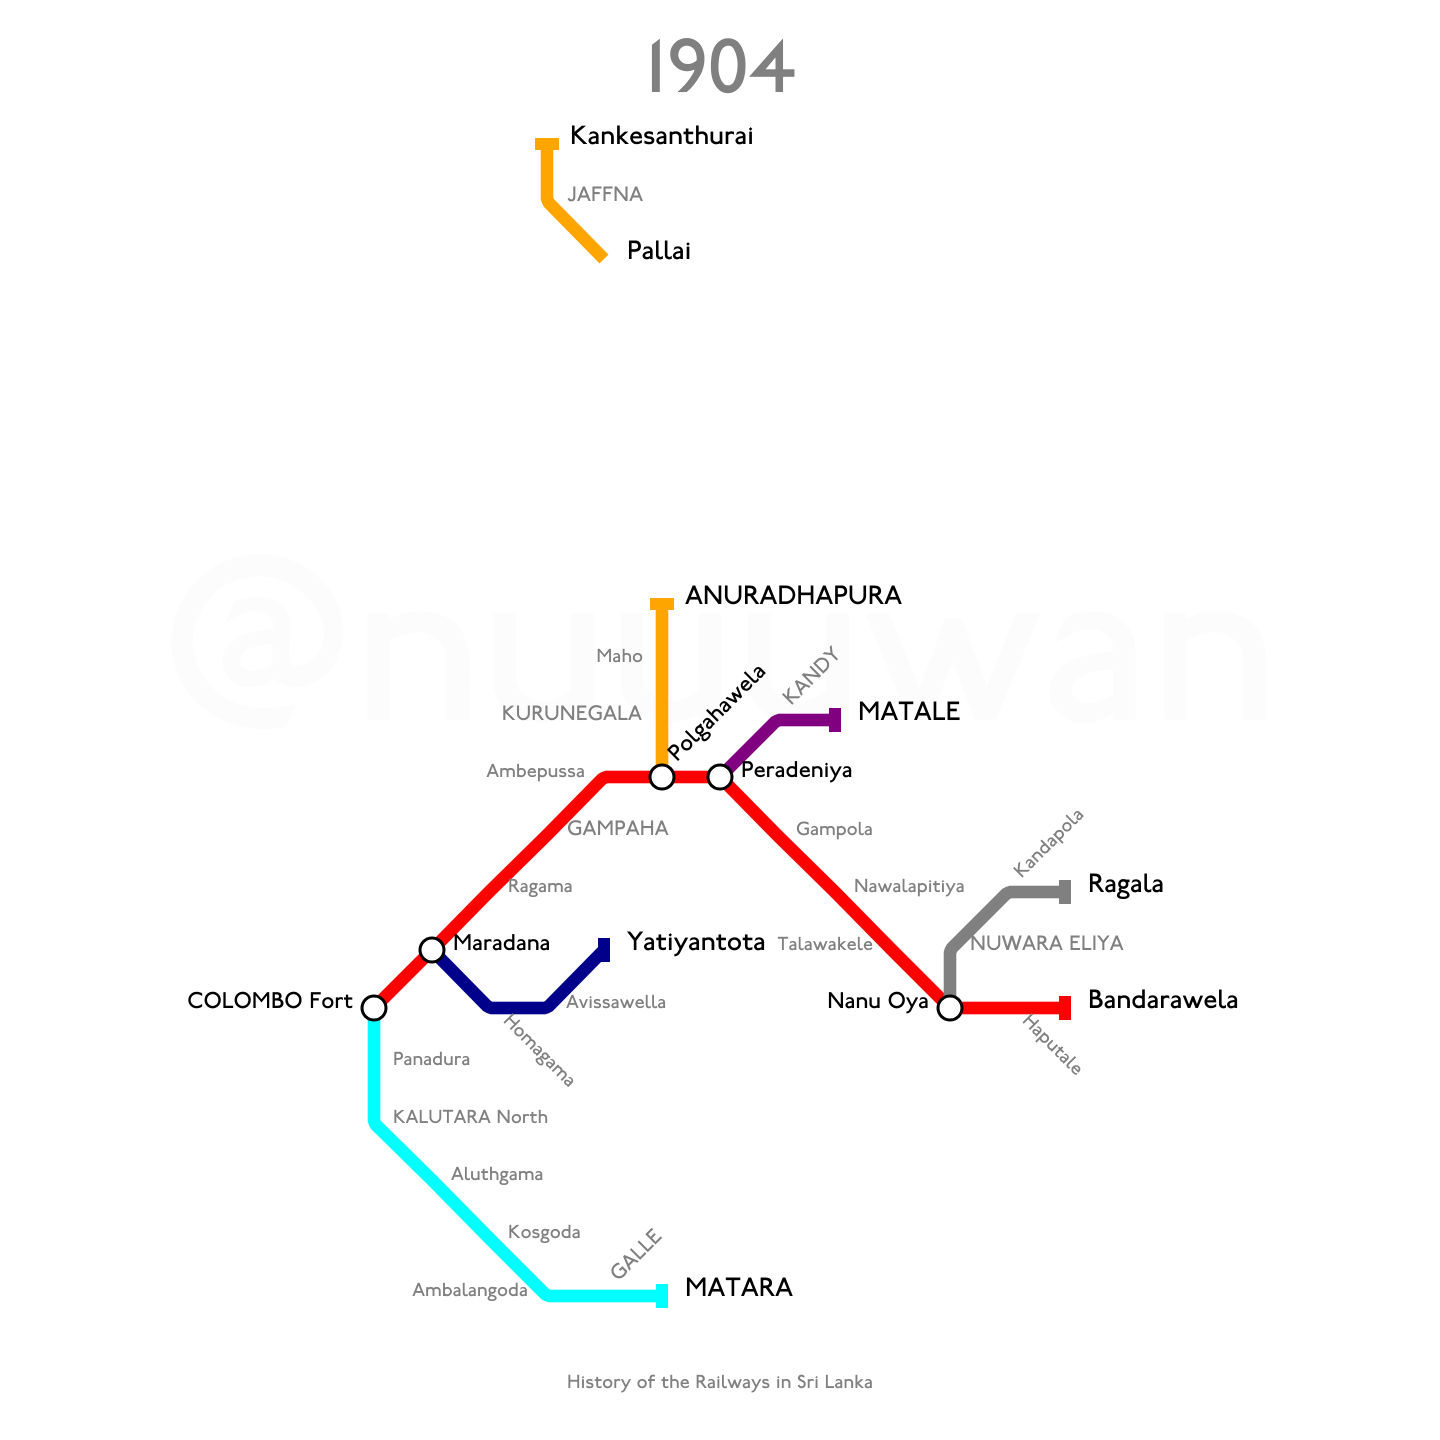 1904
Kankesanthurai
JAFFNA
Pallai
@nuuuwan
ANURADHAPURA
Maho
Polgahawela
KANDY
KURUNEGALA
MATALE
Ambepussa
Peradeniya
GAMPAHA
Gampola
Kandapola
Ragama
Nawalapitiya
Ragala
Maradana
Yatiyantota
Talawakele
NUWARA ELIYA
COLOMBO Fort
Avissawella
Nanu Oya
Bandarawela
Homagama
Haputale
Panadura
KALUTARA North
Aluthgama
Kosgoda
GALLE
Ambalangoda
MATARA
History of the Railways in Sri Lanka